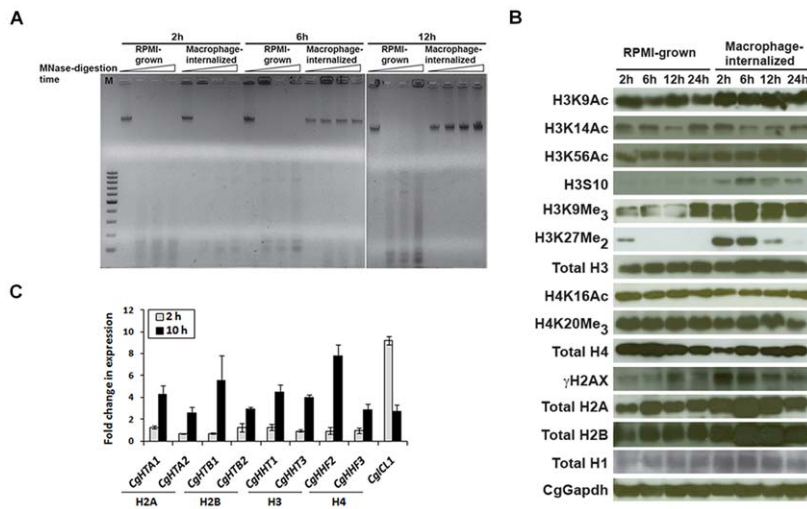 A
2h 6h 12h
RPMI-grown Macrophage-internalized RPMI-grown Macrophage-internalized RPMI-grown Macrophage-internalized
MNase-digestion time
M
B
RPMI-grown Macrophage-internalized
2h 6h 12h 24h 2h 6h 12h 24h
H3K9Ac
H3K14Ac
H3K56Ac
H3S10
H3K9Me3
H3K27Me2
Total H3
H4K16Ac
H4K20Me3
Total H4
γH2AX
Total H2A
Total H2B
Total H1
CgGapdh
C
Fold change in expression
12
10
8
6
4
2
0
2 h
10 h
CgHTA1 CgHTA2 CgHTB1 CgHTB2 CgHHT1 CgHHT3 CgHHF2 CgHHF3 CgICL1
H2A H2B H3 H4